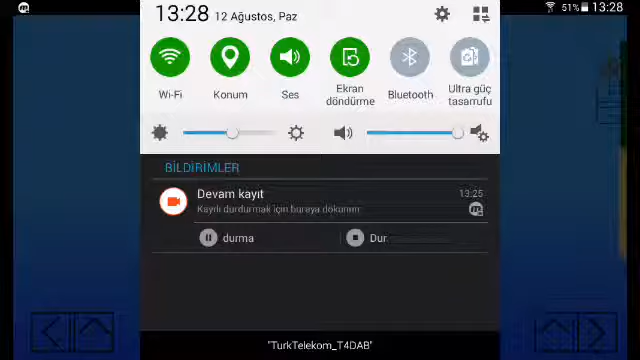 13:28 12 Ağustos, Paz
51% 13:28
Wi-Fi
Konum
Ses
Ekran döndürme
Bluetooth
Ultra güç tasarrufu
BİLDİRİMLER
Devam kayıt 13:25
Kaydı durdurmak için buraya dokunun
durma
Dur
"TurkTelekom_T4DAB"